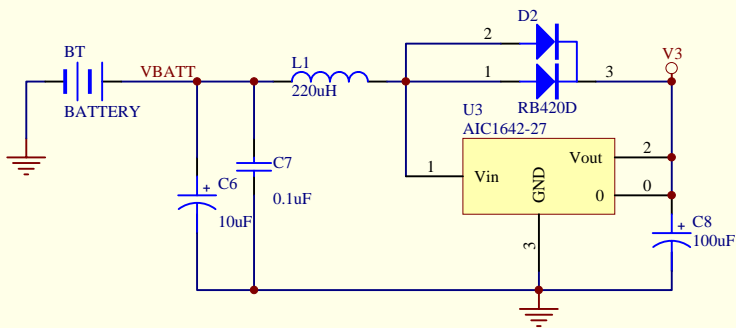 D2
BT
VBATT
BATTERY
L1
220uH
2
1
3
V3
RB420D
U3
AIC1642-27
1
Vin
GND
Vout
2
0
0
3
C7
0.1uF
+
C6
10uF
+
C8
100uF